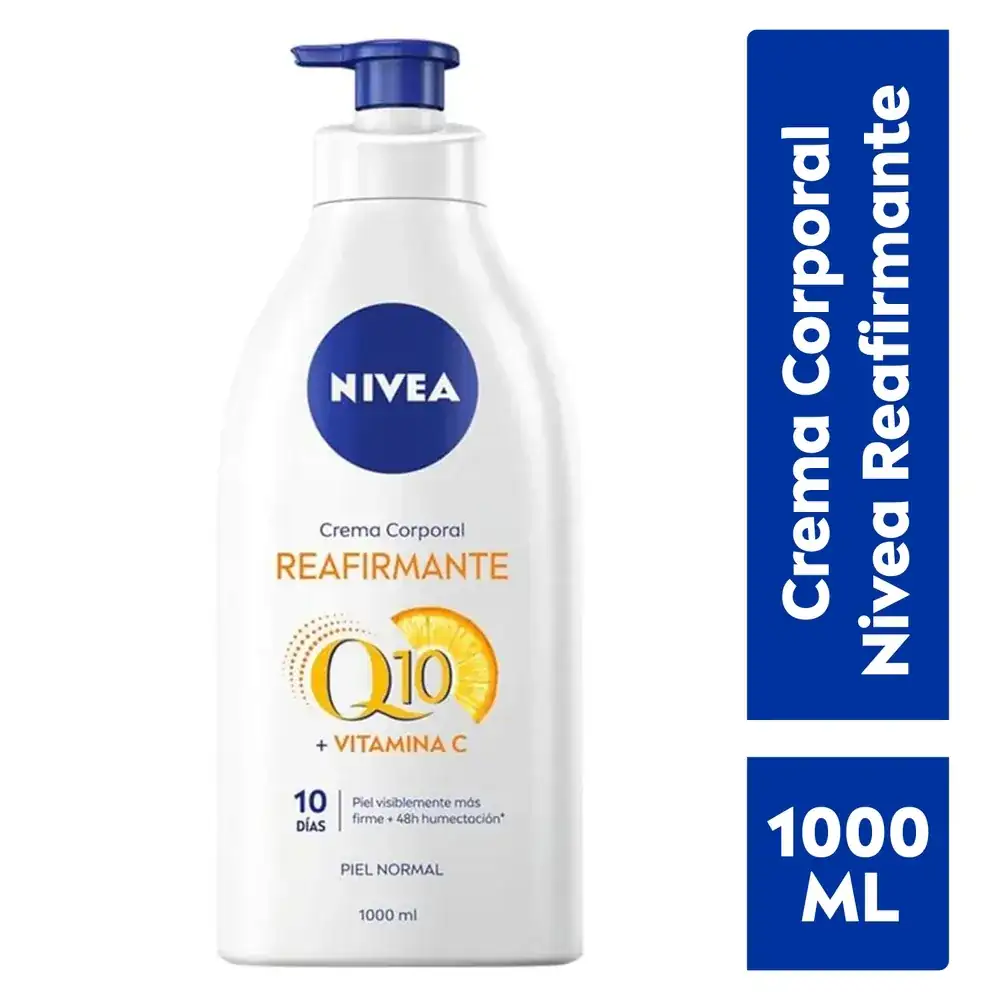 NIVEA
Crema Corporal
REAFIRMANTE
Q10
+ VITAMINA C
10
DÍAS
Piel visiblemente más
firme + 48h humectación*
PIEL NORMAL
1000 ml
Crema Corporal
Nivea Reafirmante
1000
ML